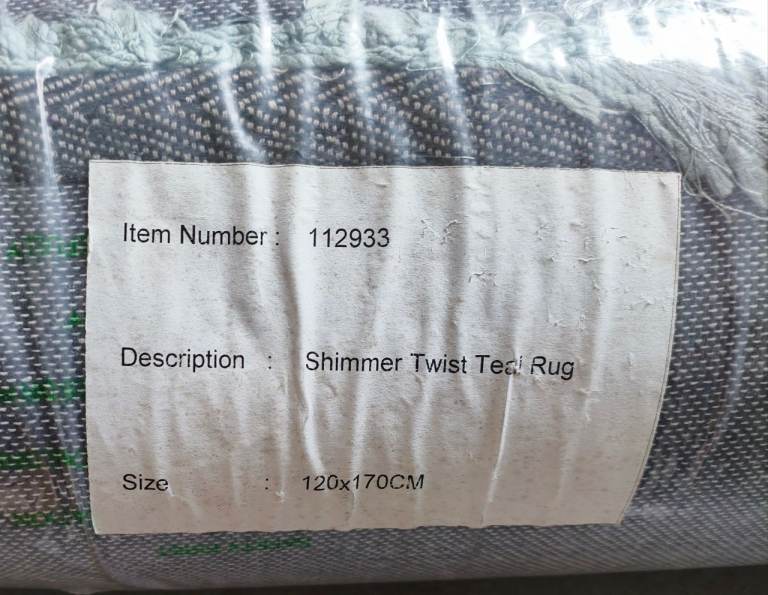 Item Number : 112933
Description : Shimmer Twist Teal Rug
Size : 120x170CM